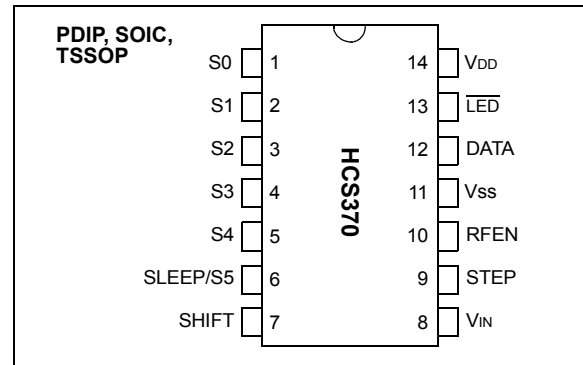 PDIP, SOIC,
TSSOP
S0 1 14 VDD
S1 2 13 LED
S2 3 12 DATA
S3 4 11 Vss
S4 5 10 RFEN
SLEEP/S5 6 9 STEP
SHIFT 7 8 VIN
HCS370